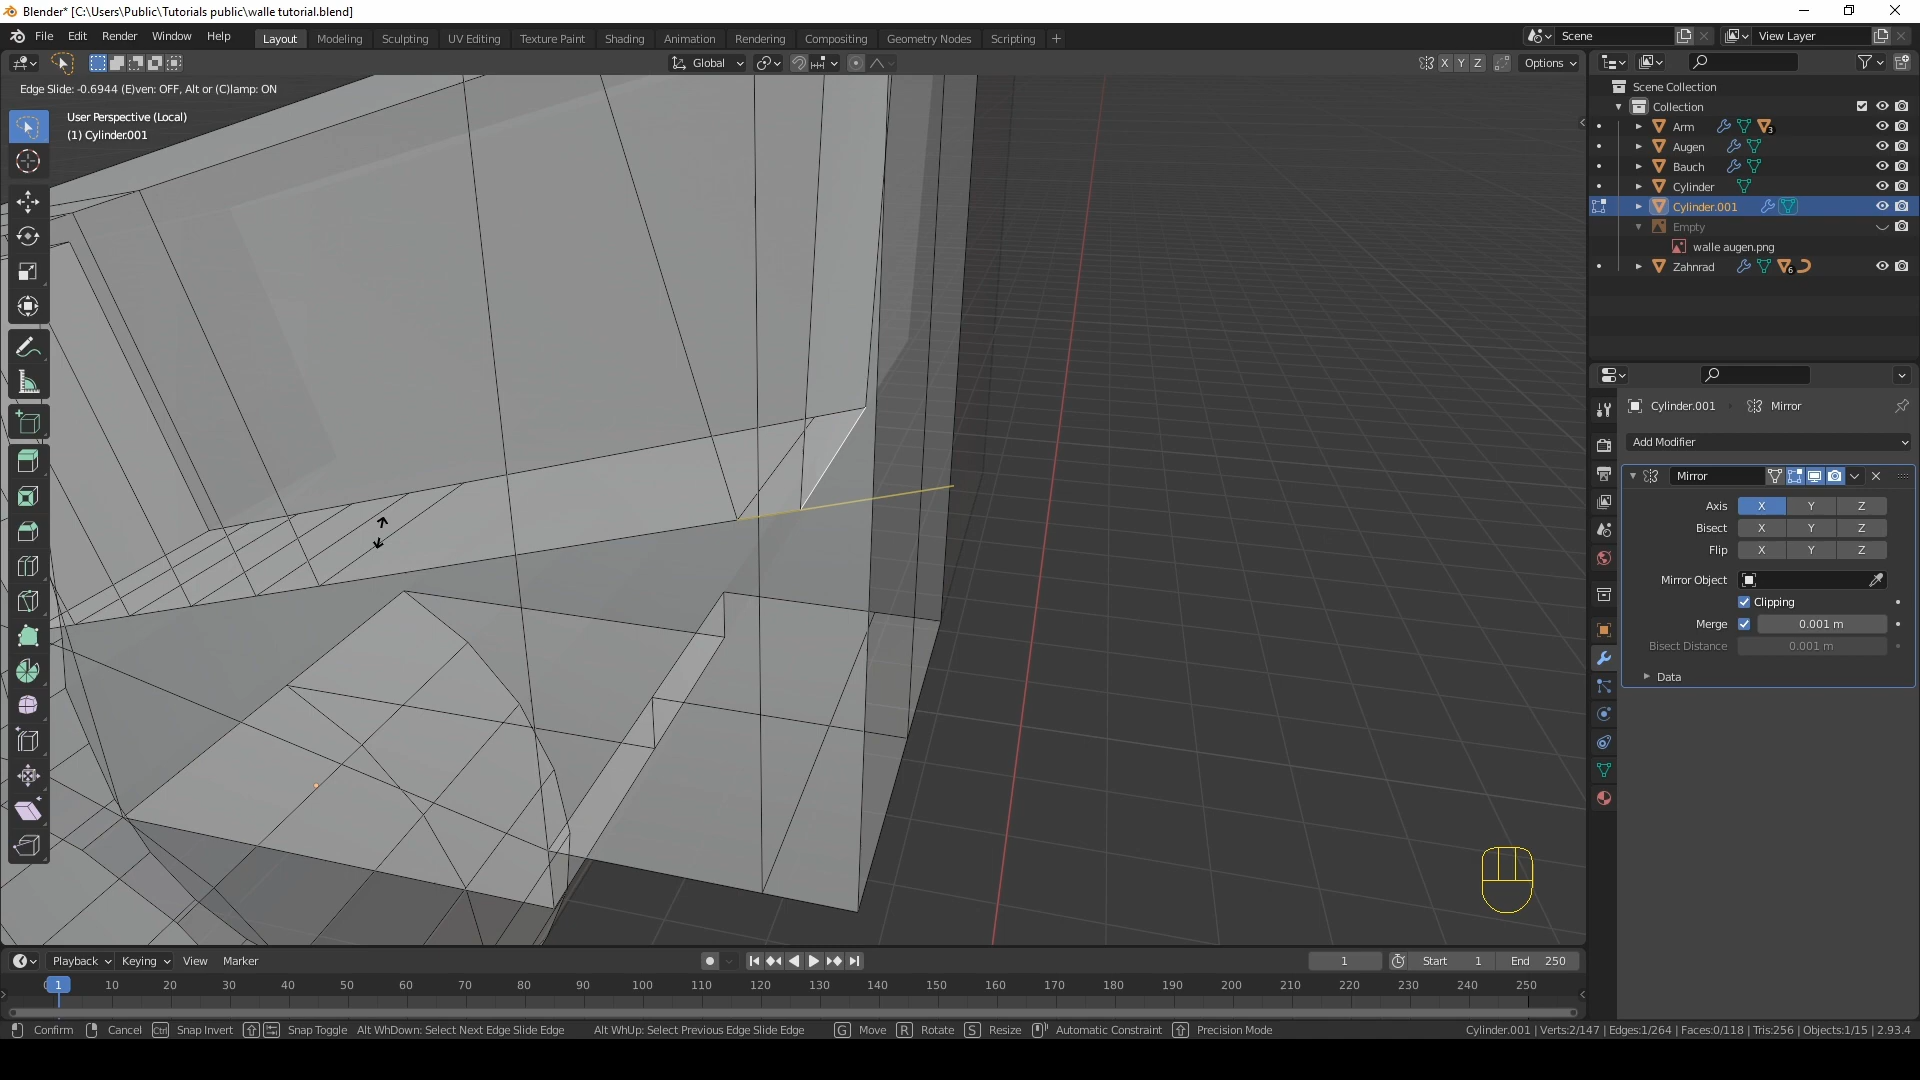 Blender* [C:\Users\Public\Tutorials public\walle tutorial.blend]
File Edit Render Window Help Layout Modeling Sculpting UV Editing Texture Paint Shading Animation Rendering Compositing Geometry Nodes Scripting + Scene View Layer
Global X Y Z Options
Edge Slide: -0.6944 (E)ven: OFF, Alt or (C)lamp: ON
User Perspective (Local)
(1) Cylinder.001
Scene Collection
Collection
Arm 3
Augen
Bauch
Cylinder
Cylinder.001
Empty
walle augen.png
Zahnrad 6
Cylinder.001 Mirror
Add Modifier
Mirror
Axis X Y Z
Bisect X Y Z
Flip X Y Z
Mirror Object
Clipping
Merge 0.001 m
Bisect Distance 0.001 m
Data
Playback Keying View Marker 1 Start 1 End 250
1 10 20 30 40 50 60 70 80 90 100 110 120 130 140 150 160 170 180 190 200 210 220 230 240 250
Confirm Cancel Ctrl Snap Invert Snap Toggle Alt WhDown: Select Next Edge Slide Edge Alt WhUp: Select Previous Edge Slide Edge G Move R Rotate S Resize Automatic Constraint Precision Mode Cylinder.001 | Verts:2/147 | Edges:1/264 | Faces:0/118 | Tris:256 | Objects:1/15 | 2.93.4